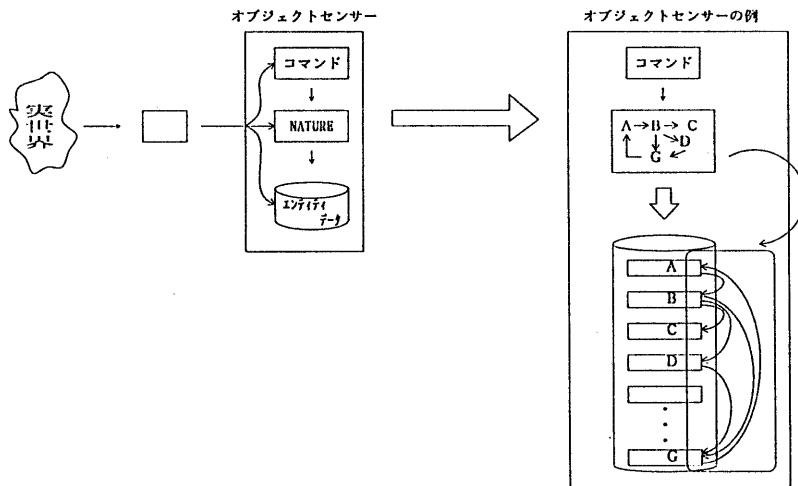 オブジェクトセンサー
コマンド
NATURE
エンティティ
データ
実世界
オブジェクトセンサーの例
コマンド
A B C
D
G
A
B
C
D
G